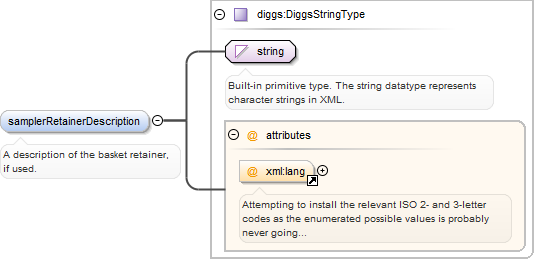 diggs:DiggsStringType
string
Built-in primitive type. The string datatype represents
character strings in XML.
samplerRetainerDescription
A description of the basket retainer,
if used.
@ attributes
@ xml:lang
Attempting to install the relevant ISO 2- and 3-letter
codes as the enumerated possible values is probably
never going...